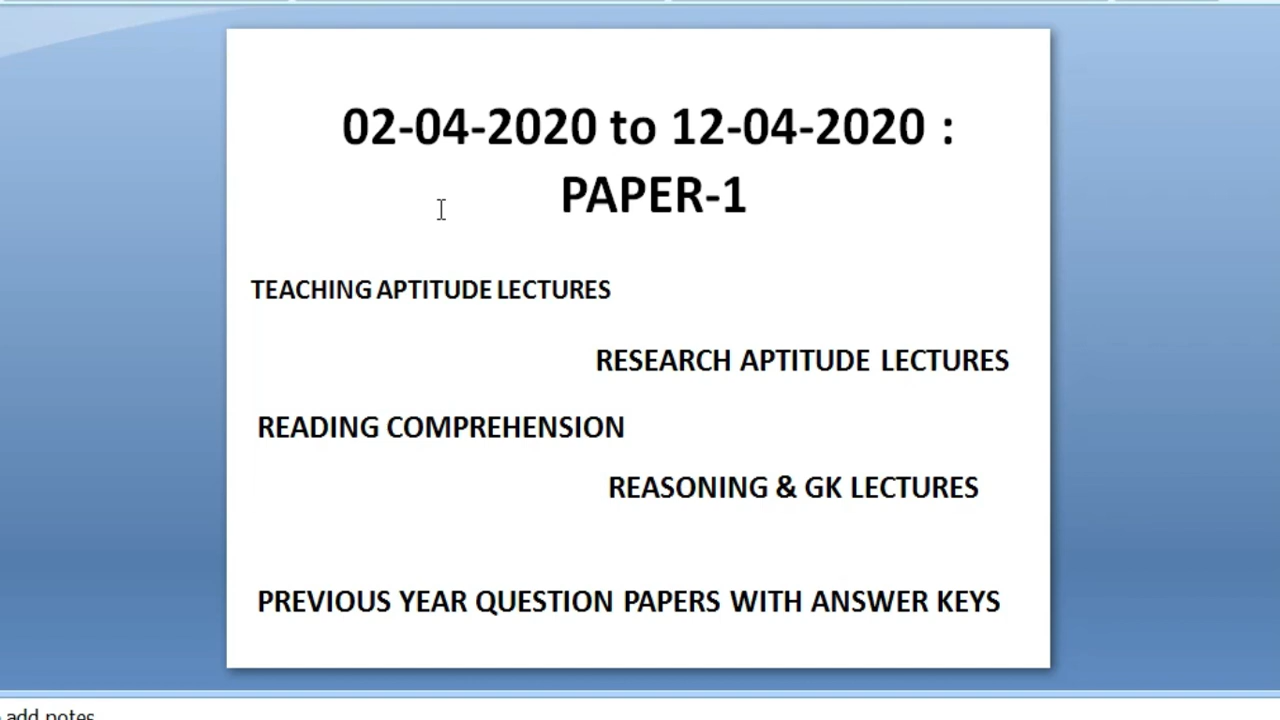 02-04-2020 to 12-04-2020 :
PAPER-1
TEACHING APTITUDE LECTURES
RESEARCH APTITUDE LECTURES
READING COMPREHENSION
REASONING & GK LECTURES
PREVIOUS YEAR QUESTION PAPERS WITH ANSWER KEYS
add notes